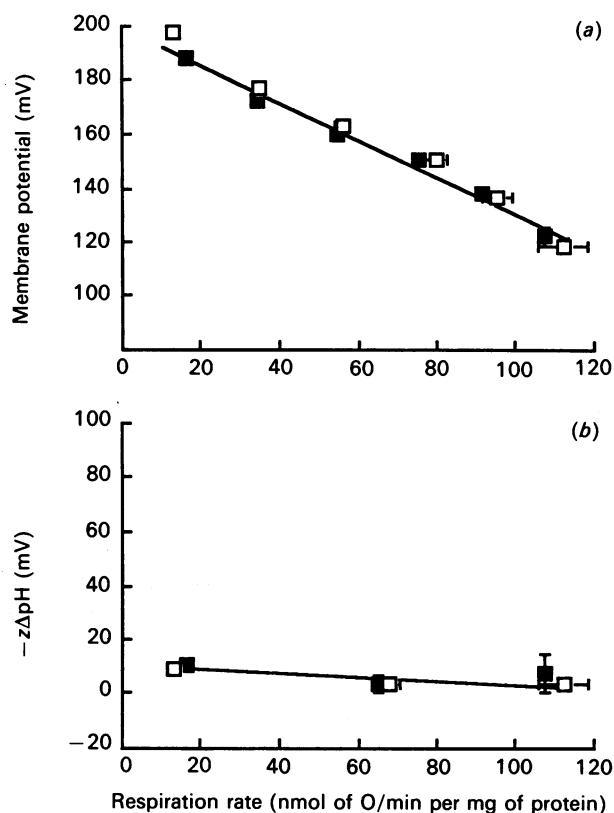 (a)
Membrane potential (mV)
200
180
160
140
120
100
0 20 40 60 80 100 120
(b)
−zΔpH (mV)
100
80
60
40
20
0
−20
0 20 40 60 80 100 120
Respiration rate (nmol of O/min per mg of protein)